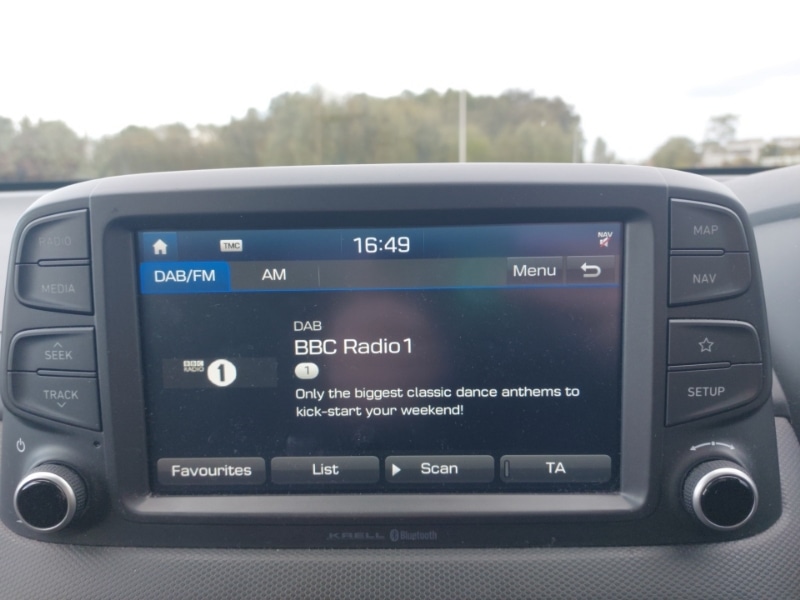 TMC
16:49
NAV
DAB/FM
AM
Menu
DAB
BBC Radio1
1
BBC
RADIO
1
Only the biggest classic dance anthems to
kick-start your weekend!
Favourites
List
Scan
TA
RADIO
MEDIA
SEEK
TRACK
MAP
NAV
SETUP
KRELL Bluetooth